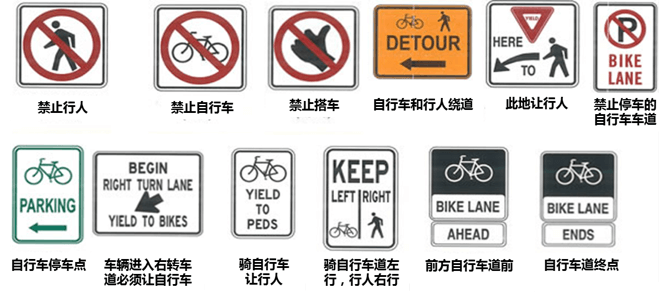 DETOUR
YIELD
HERE
TO
P
BIKE
LANE
禁止行人
禁止自行车
禁止搭车
自行车和行人绕道
此地让行人
禁止停车的
自行车车道
PARKING
BEGIN
RIGHT TURN LANE
YIELD TO BIKES
YIELD
TO
PEDS
KEEP
LEFT
RIGHT
BIKE LANE
AHEAD
BIKE LANE
ENDS
自行车停车点
车辆进入右转车
道必须让自行车
骑自行车
让行人
骑自行车道左
行，行人右行
前方自行车道前
自行车道终点